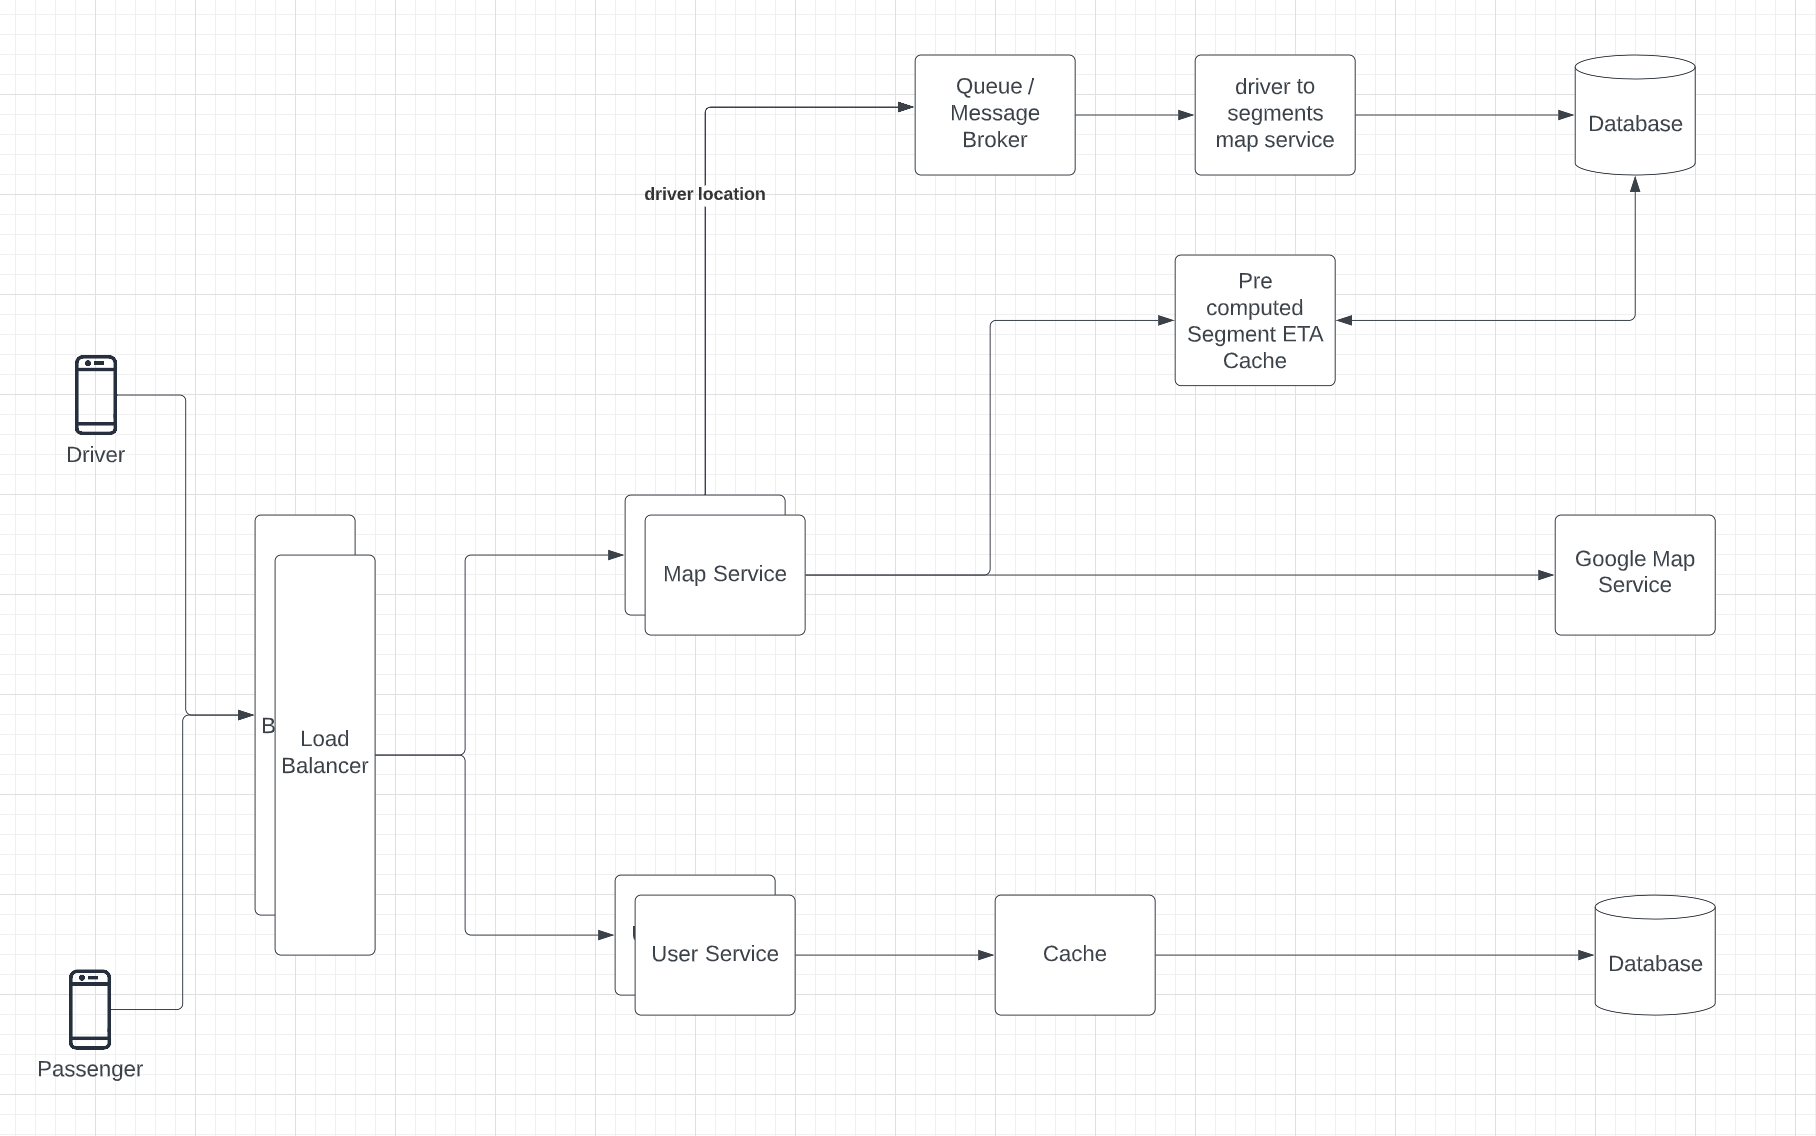 Queue /
Message
Broker
driver to
segments
map service
Database
driver location
Pre
computed
Segment ETA
Cache
Driver
Map Service
Google Map
Service
B
Load
Balancer
User Service
Cache
Database
Passenger